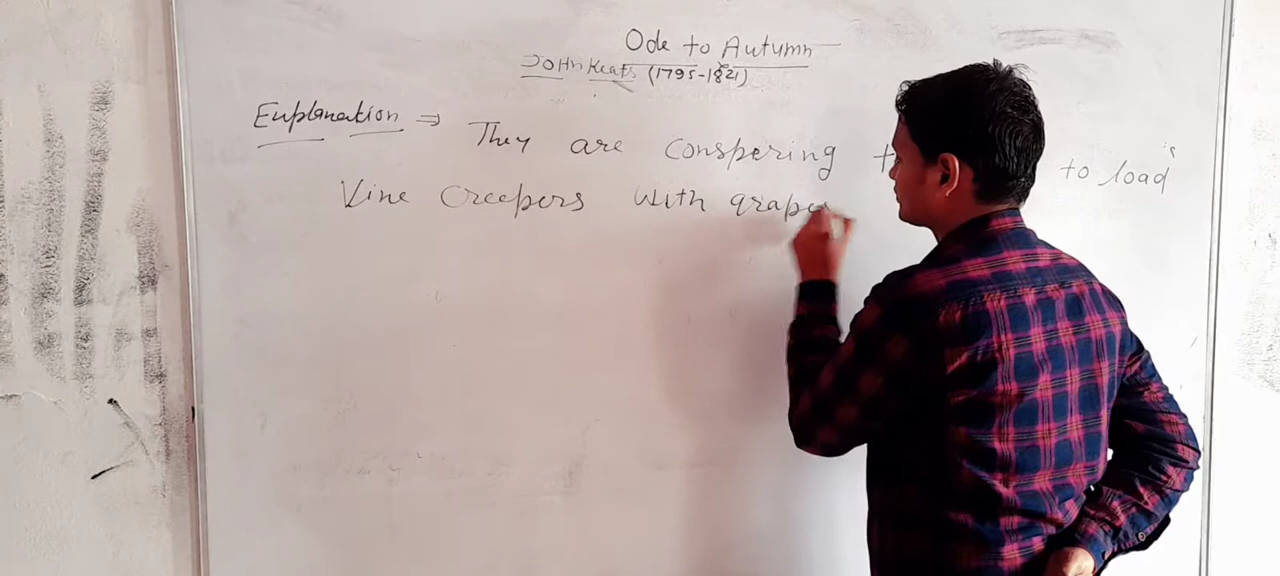 Ode to Autumn
JOHn Keats (1795-1821)
Explanation ⇒ They are conspering to load
Vine creepers with grape